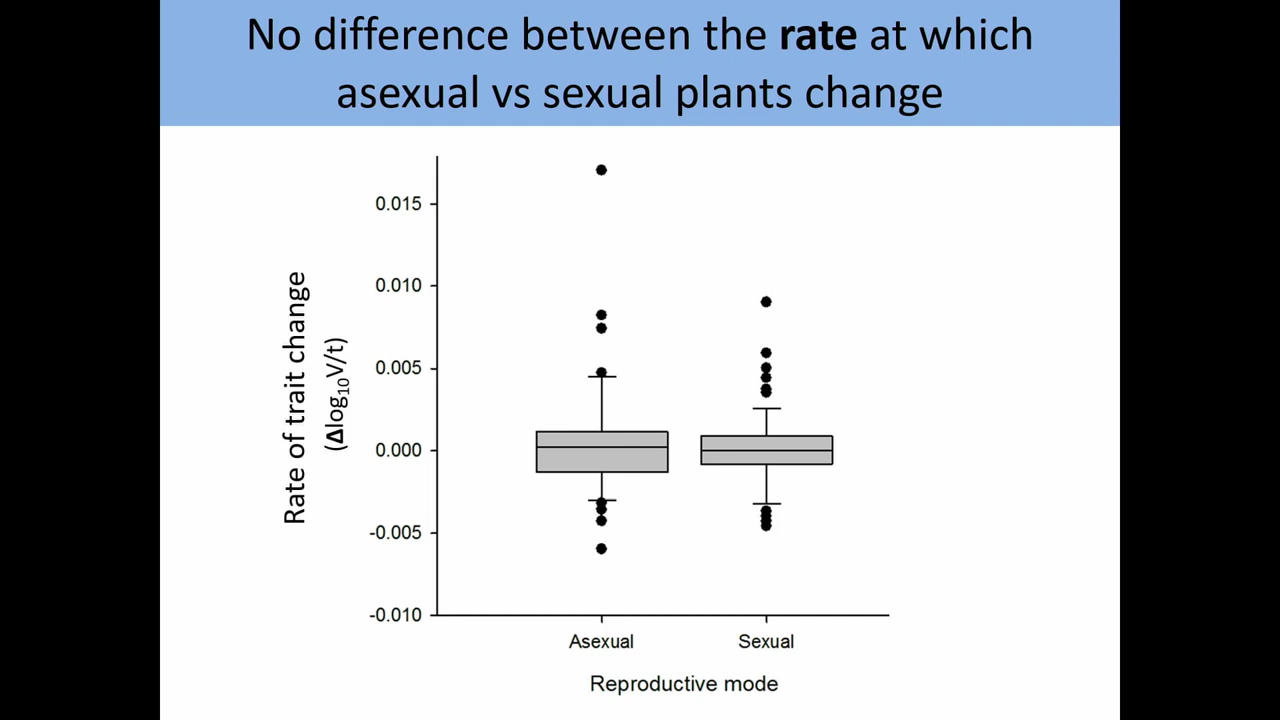 No difference between the rate at which
asexual vs sexual plants change
Rate of trait change
(Δlog₁₀V/t)
0.015
0.010
0.005
0.000
-0.005
-0.010
Asexual
Sexual
Reproductive mode